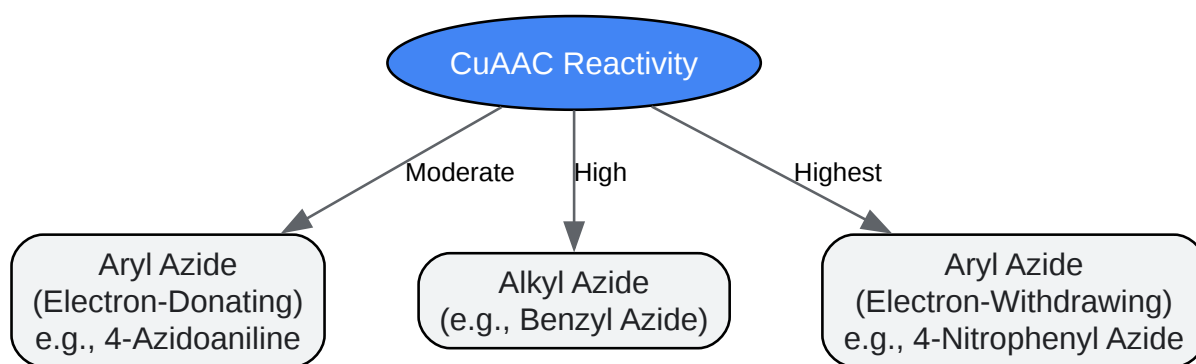 CuAAC Reactivity
Moderate
High
Highest
Aryl Azide
(Electron-Donating)
e.g., 4-Azidoaniline
Alkyl Azide
(e.g., Benzyl Azide)
Aryl Azide
(Electron-Withdrawing)
e.g., 4-Nitrophenyl Azide